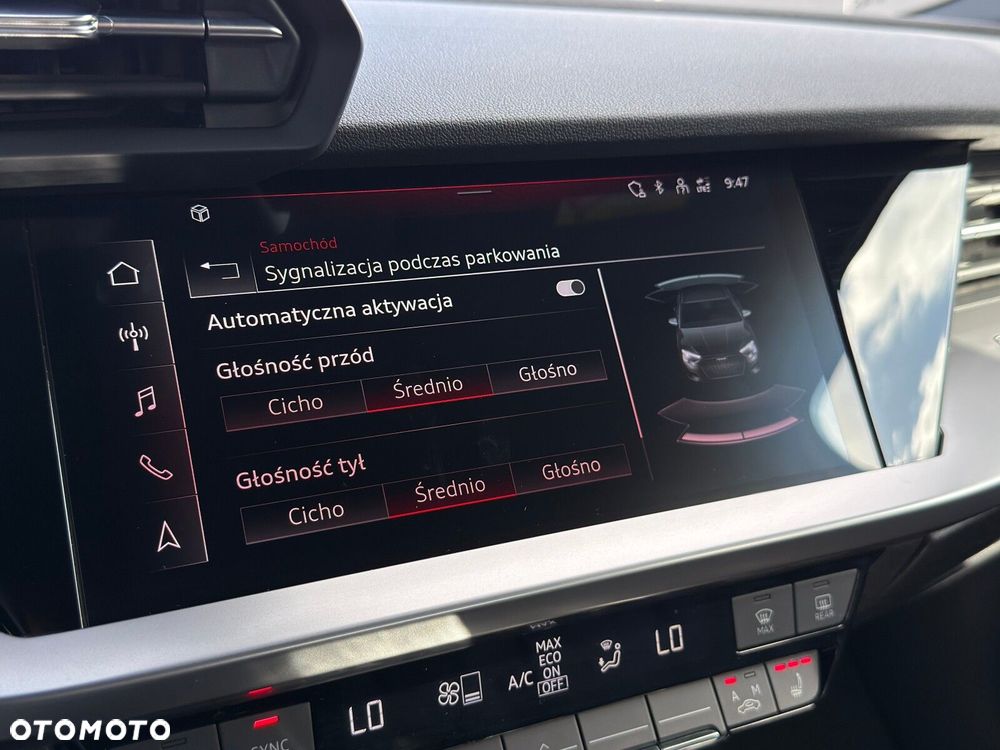 9:47
Samochód
Sygnalizacja podczas parkowania
Automatyczna aktywacja
Głośność przód
Cicho Średnio Głośno
Głośność tył
Cicho Średnio Głośno
MAX
REAR
MAX
ECO
A/C ON
OFF
LO
LO
A M
SYNC
OTOMOTO